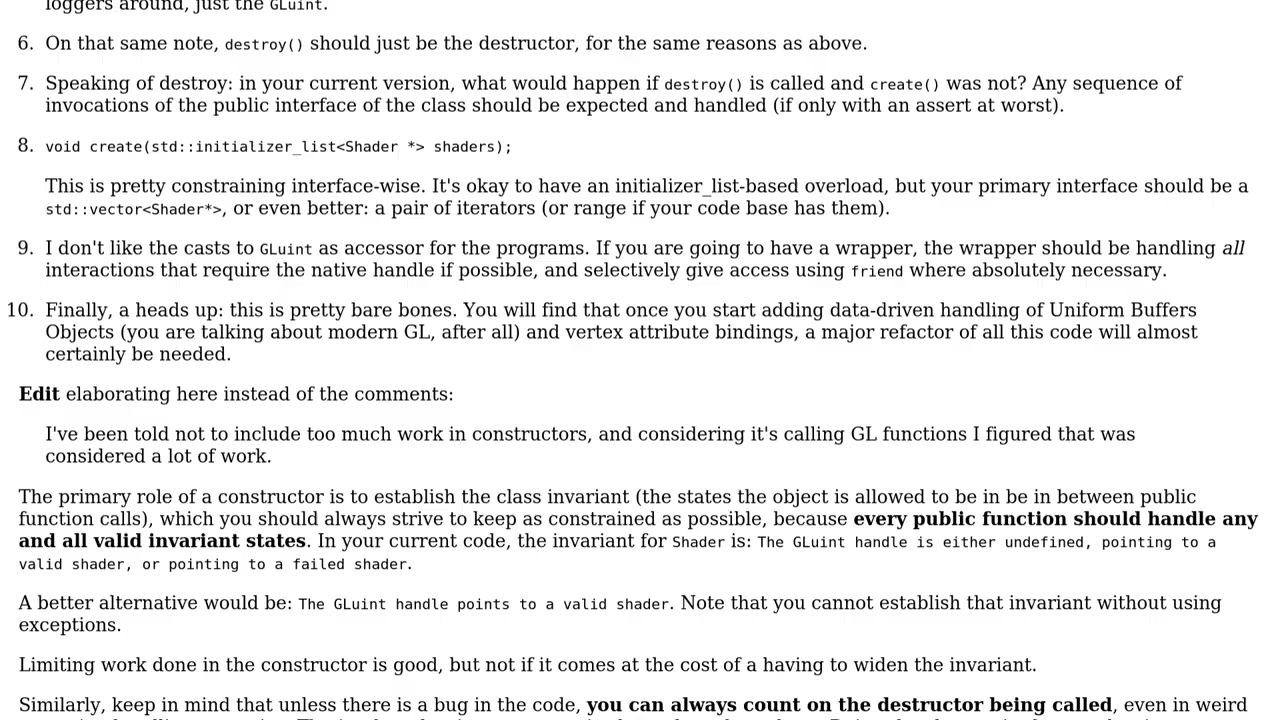 loggers around, just the GLuint.
6. On that same note, destroy() should just be the destructor, for the same reasons as above.
7. Speaking of destroy: in your current version, what would happen if destroy() is called and create() was not? Any sequence of
invocations of the public interface of the class should be expected and handled (if only with an assert at worst).
8. void create(std::initializer_list<Shader *> shaders);
This is pretty constraining interface-wise. It's okay to have an initializer_list-based overload, but your primary interface should be a
std::vector<Shader*>, or even better: a pair of iterators (or range if your code base has them).
9. I don't like the casts to GLuint as accessor for the programs. If you are going to have a wrapper, the wrapper should be handling all
interactions that require the native handle if possible, and selectively give access using friend where absolutely necessary.
10. Finally, a heads up: this is pretty bare bones. You will find that once you start adding data-driven handling of Uniform Buffers
Objects (you are talking about modern GL, after all) and vertex attribute bindings, a major refactor of all this code will almost
certainly be needed.
Edit elaborating here instead of the comments:
I've been told not to include too much work in constructors, and considering it's calling GL functions I figured that was
considered a lot of work.
The primary role of a constructor is to establish the class invariant (the states the object is allowed to be in be in between public
function calls), which you should always strive to keep as constrained as possible, because every public function should handle any
and all valid invariant states. In your current code, the invariant for Shader is: The GLuint handle is either undefined, pointing to a
valid shader, or pointing to a failed shader.
A better alternative would be: The GLuint handle points to a valid shader. Note that you cannot establish that invariant without using
exceptions.
Limiting work done in the constructor is good, but not if it comes at the cost of a having to widen the invariant.
Similarly, keep in mind that unless there is a bug in the code, you can always count on the destructor being called, even in weird